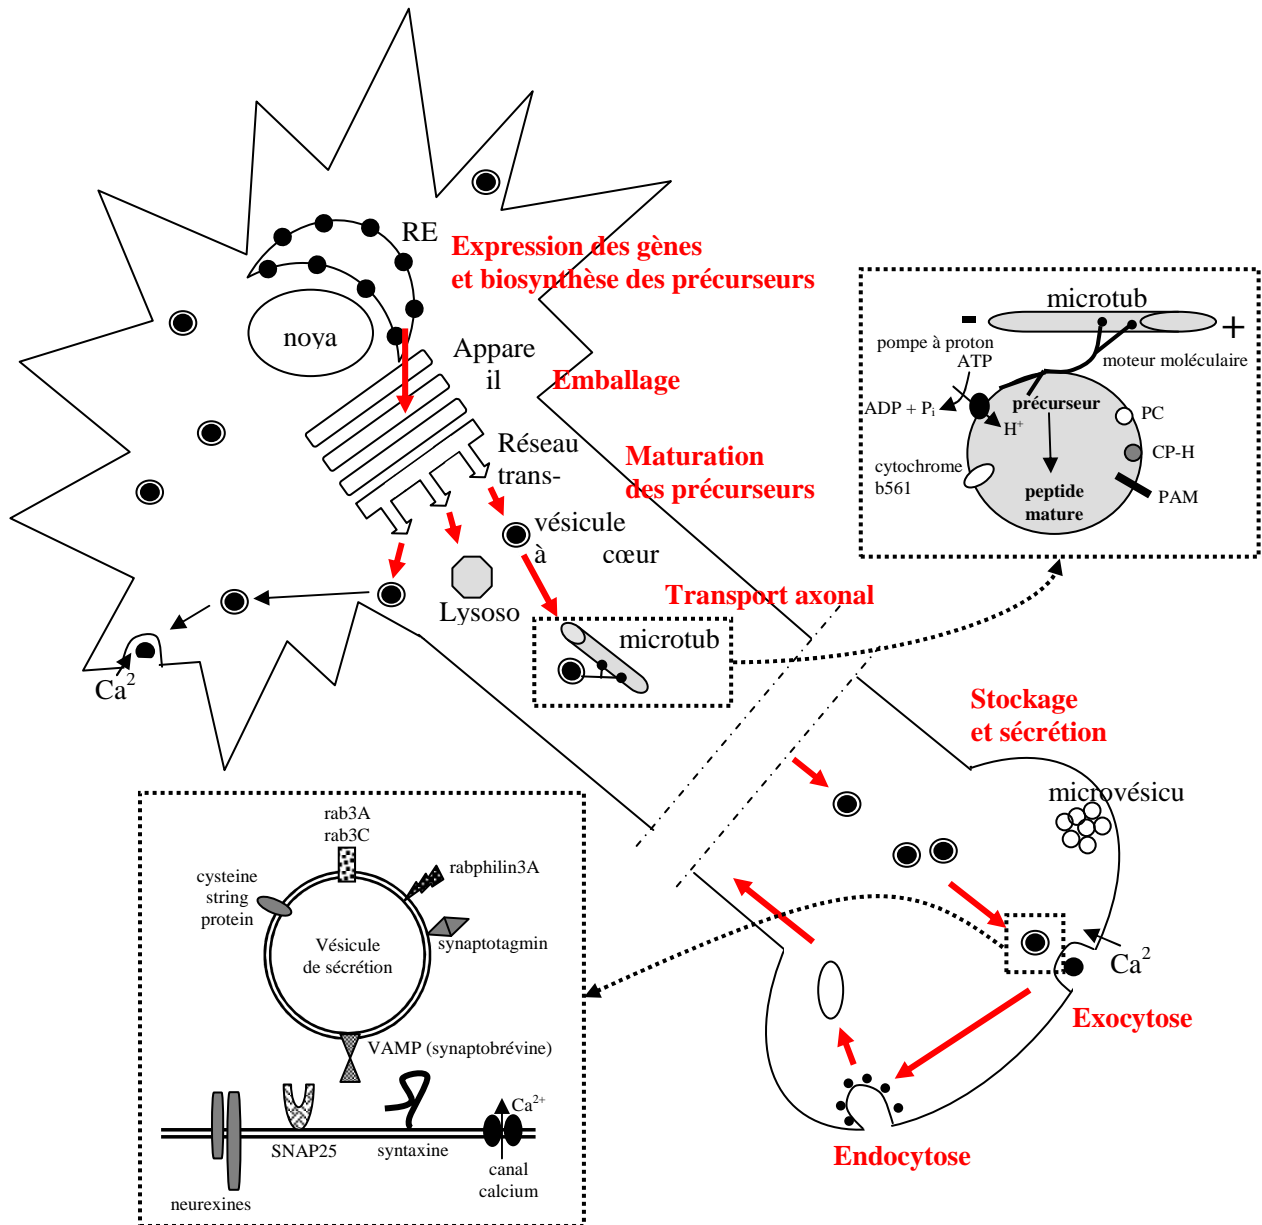 RE
Expression des gènes
et biosynthèse des précurseurs
noya
Appare
il
Emballage
Réseau
trans-
Maturation
des précurseurs
vésicule
à cœur
Lysoso
Transport axonal
microtub
Ca2
microtub
- +
pompe à proton
ATP
moteur moléculaire
ADP + Pi
H+
précurseur
PC
CP-H
cytochrome
b561
peptide
mature
PAM
Stockage
et sécrétion
microvésicu
Ca2
Exocytose
Endocytose
rab3A
rab3C
rabphilin3A
cysteine
string
protein
synaptotagmin
Vésicule
de sécrétion
VAMP (synaptobrévine)
Ca2+
SNAP25
syntaxine
canal
calcium
neurexines